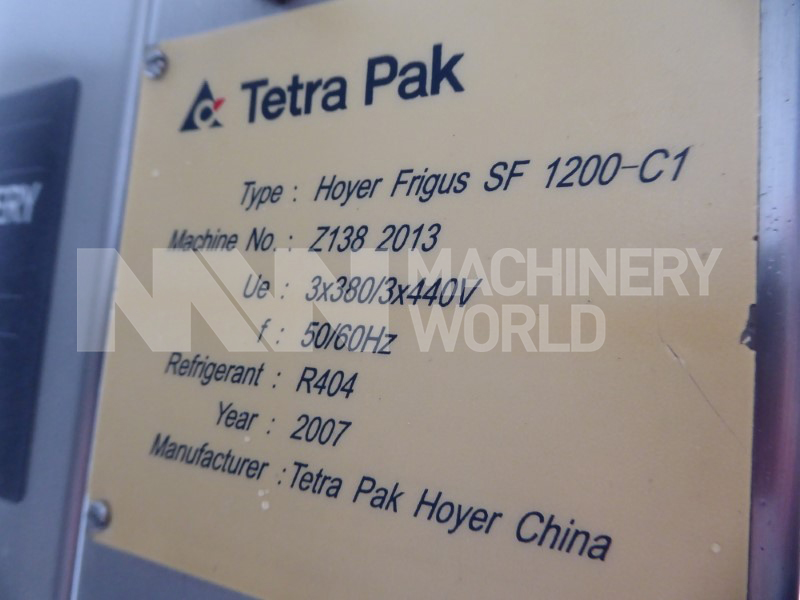 Tetra Pak
Type : Hoyer Frigus SF 1200-C1
Machine No. : Z138 2013
Ue : 3x380/3x440V
f : 50/60Hz
Refrigerant : R404
Year : 2007
Manufacturer : Tetra Pak Hoyer China
MACHINERY
WORLD